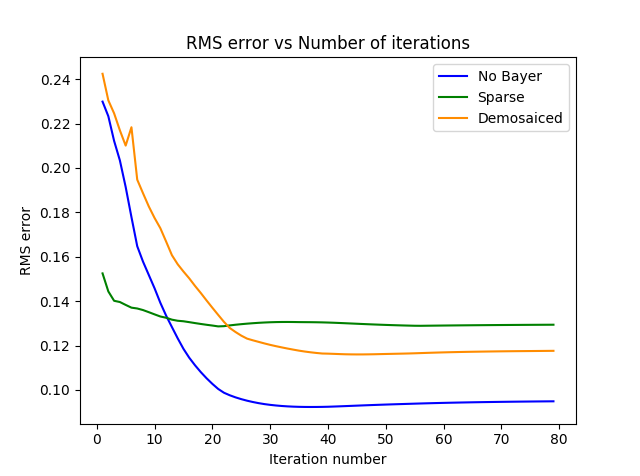 RMS error vs Number of iterations
No Bayer
Sparse
Demosaiced
RMS error
0.24
0.22
0.20
0.18
0.16
0.14
0.12
0.10
0 10 20 30 40 50 60 70 80
Iteration number